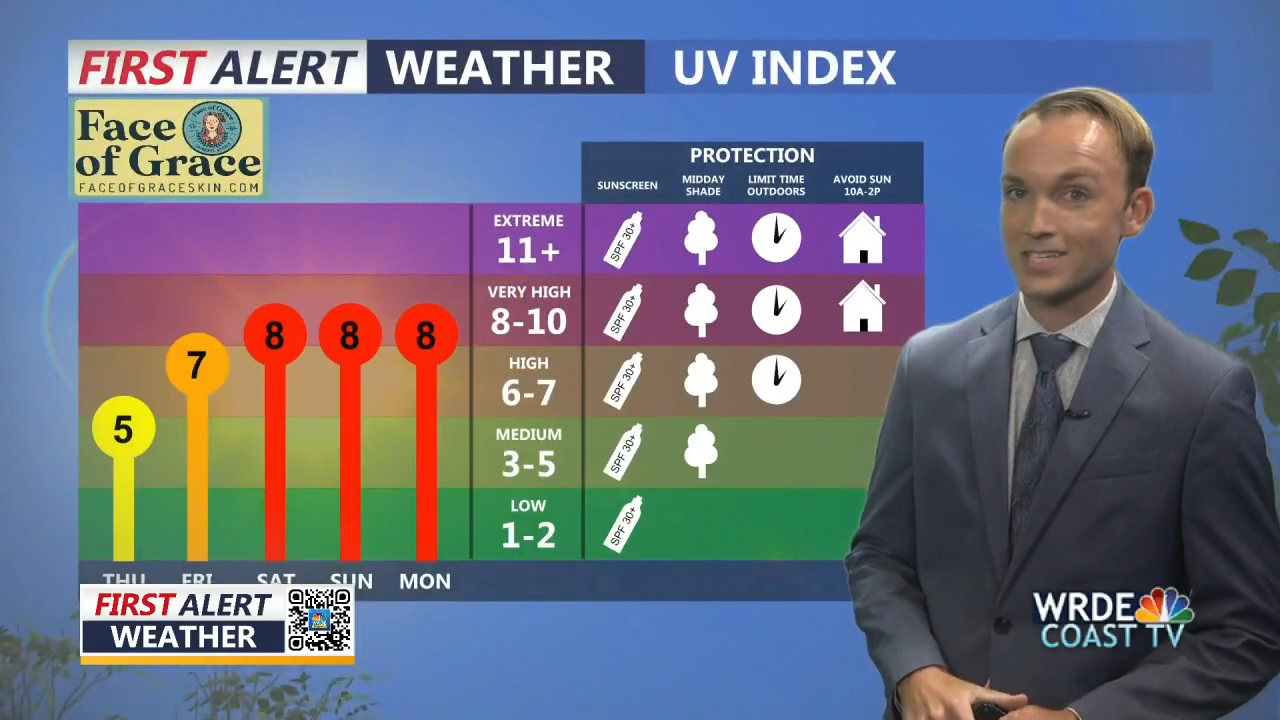 FIRST ALERT WEATHER UV INDEX
Face
of Grace
FACEOFGRACESKIN.COM
PROTECTION
SUNSCREEN
MIDDAY
SHADE
LIMIT TIME
OUTDOORS
AVOID SUN
10A-2P
EXTREME
11+
SPF 30+
VERY HIGH
8-10
SPF 30+
HIGH
6-7
SPF 30+
MEDIUM
3-5
SPF 30+
LOW
1-2
SPF 30+
5
7
8
8
8
THU FRI SAT SUN MON
FIRST ALERT
WEATHER
WRDE
COAST TV